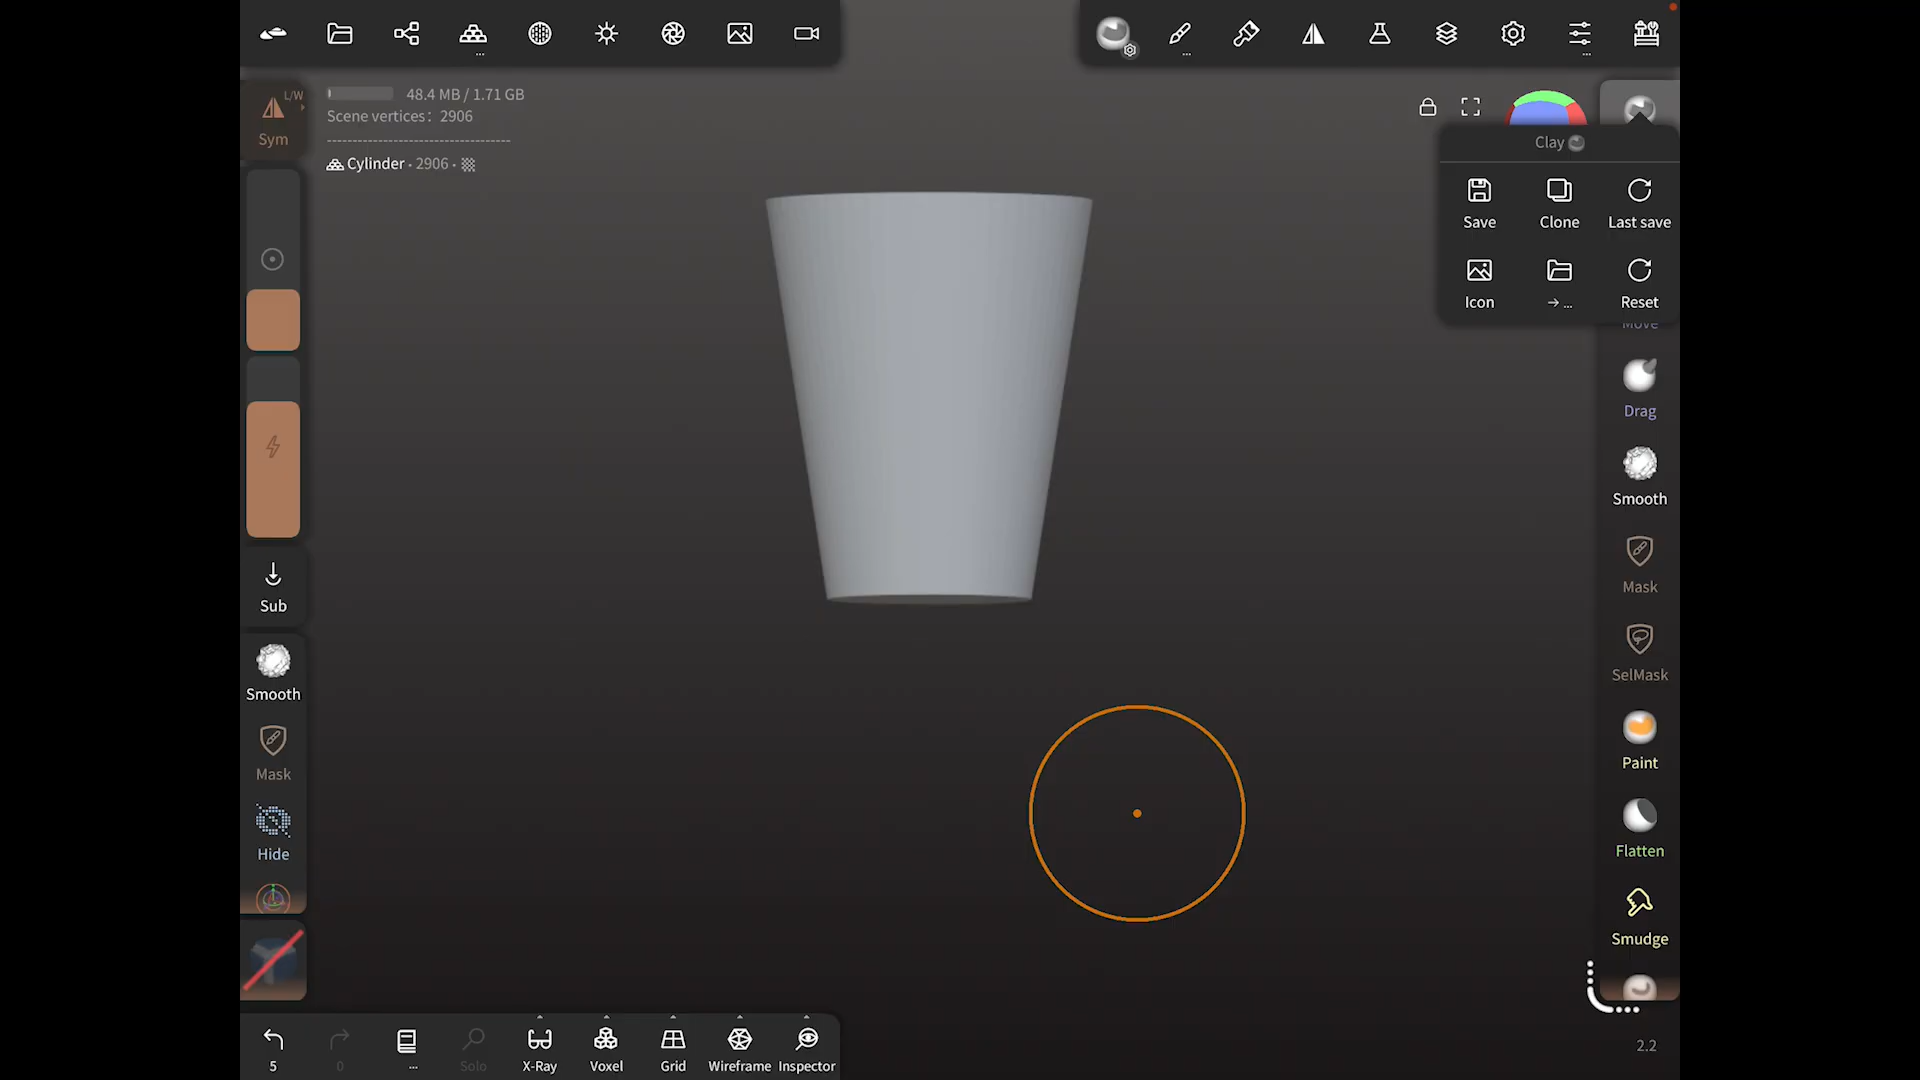 L/W
Sym
48.4 MB / 1.71 GB
Scene vertices: 2906
Cylinder • 2906 •
Clay
Save
Clone
Last save
Icon
→ ...
Reset
Move
Drag
Smooth
Mask
SelMask
Paint
Flatten
Smudge
Sub
Smooth
Mask
Hide
5
0
...
Solo
X-Ray
Voxel
Grid
Wireframe
Inspector
2.2